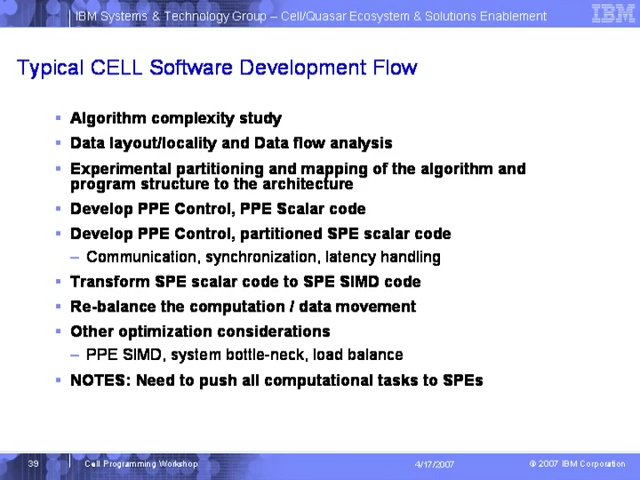 IBM Systems & Technology Group – Cell/Quasar Ecosystem & Solutions Enablement
IBM
Typical CELL Software Development Flow
▪ Algorithm complexity study
▪ Data layout/locality and Data flow analysis
▪ Experimental partitioning and mapping of the algorithm and
program structure to the architecture
▪ Develop PPE Control, PPE Scalar code
▪ Develop PPE Control, partitioned SPE scalar code
– Communication, synchronization, latency handling
▪ Transform SPE scalar code to SPE SIMD code
▪ Re-balance the computation / data movement
▪ Other optimization considerations
– PPE SIMD, system bottle-neck, load balance
▪ NOTES: Need to push all computational tasks to SPEs
39 Cell Programming Workshop 4/17/2007 © 2007 IBM Corporation